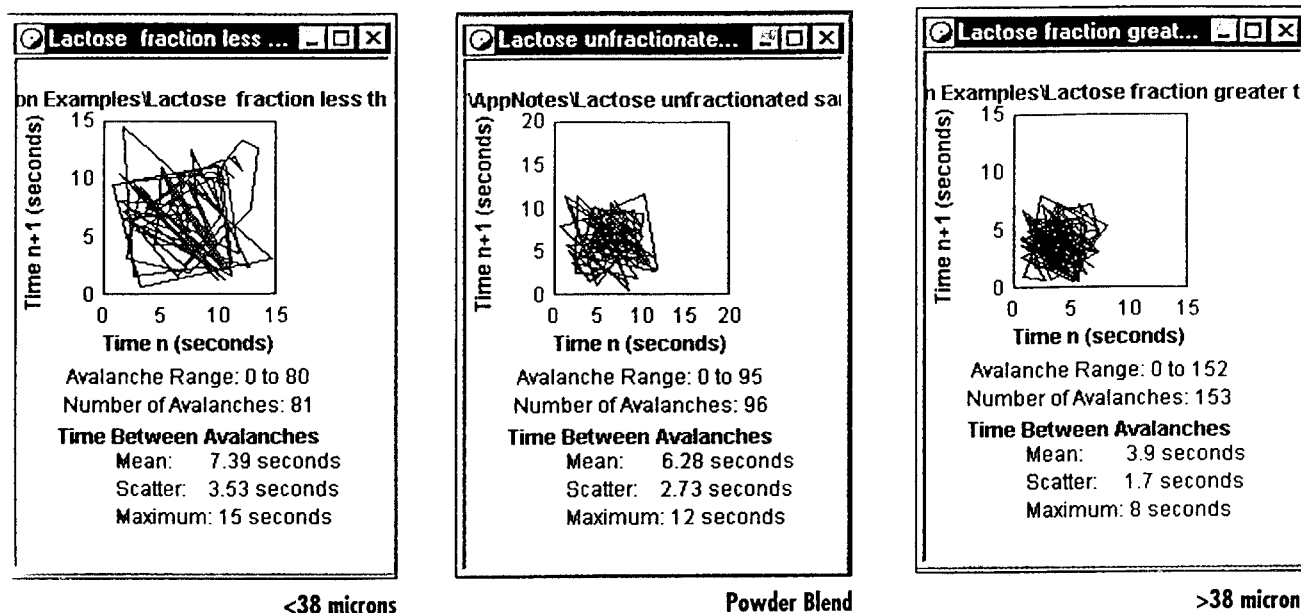 Lactose fraction less ...
on Examples\Lactose fraction less th
15
10
5
0
Time n+1 (seconds)
0 5 10 15
Time n (seconds)
Avalanche Range: 0 to 80
Number of Avalanches: 81
Time Between Avalanches
Mean: 7.39 seconds
Scatter: 3.53 seconds
Maximum: 15 seconds
<38 microns
Lactose unfractionate...
\AppNotes\Lactose unfractionated sa
20
15
10
5
0
Time n+1 (seconds)
0 5 10 15 20
Time n (seconds)
Avalanche Range: 0 to 95
Number of Avalanches: 96
Time Between Avalanches
Mean: 6.28 seconds
Scatter: 2.73 seconds
Maximum: 12 seconds
Powder Blend
Lactose fraction great...
n Examples\Lactose fraction greater t
15
10
5
0
Time n+1 (seconds)
0 5 10 15
Time n (seconds)
Avalanche Range: 0 to 152
Number of Avalanches: 153
Time Between Avalanches
Mean: 3.9 seconds
Scatter: 1.7 seconds
Maximum: 8 seconds
>38 micron